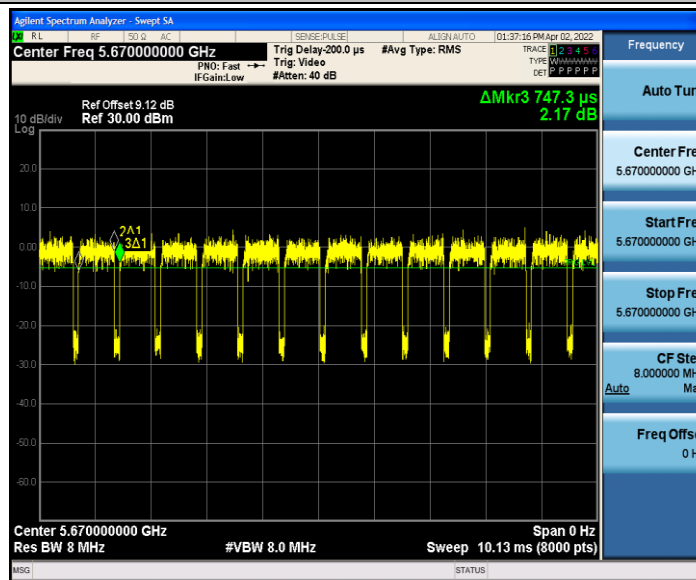 Agilent Spectrum Analyzer - Swept SA
LXI RL RF 50 Ω AC SENSE:PULSE ALIGN AUTO 01:37:16 PM Apr 02, 2022
Center Freq 5.670000000 GHz
PNO: Fast
IFGain:Low
Trig Delay-200.0 µs
Trig: Video
#Atten: 40 dB
#Avg Type: RMS
TRACE 1 2 3 4 5 6
TYPE W
DET P P P P P P
ΔMkr3 747.3 µs
2.17 dB
Ref Offset 9.12 dB
10 dB/div Ref 30.00 dBm
Log
20.0
10.0
0.00
-10.0
-20.0
-30.0
-40.0
-50.0
-60.0
2Δ1
3Δ1
Center 5.670000000 GHz Span 0 Hz
Res BW 8 MHz #VBW 8.0 MHz Sweep 10.13 ms (8000 pts)
MSG STATUS
Frequency
Auto Tun
Center Fre
5.670000000 GH
Start Fre
5.670000000 GH
Stop Fre
5.670000000 GH
CF Ste
8.000000 MH
Auto Ma
Freq Offs
0 H